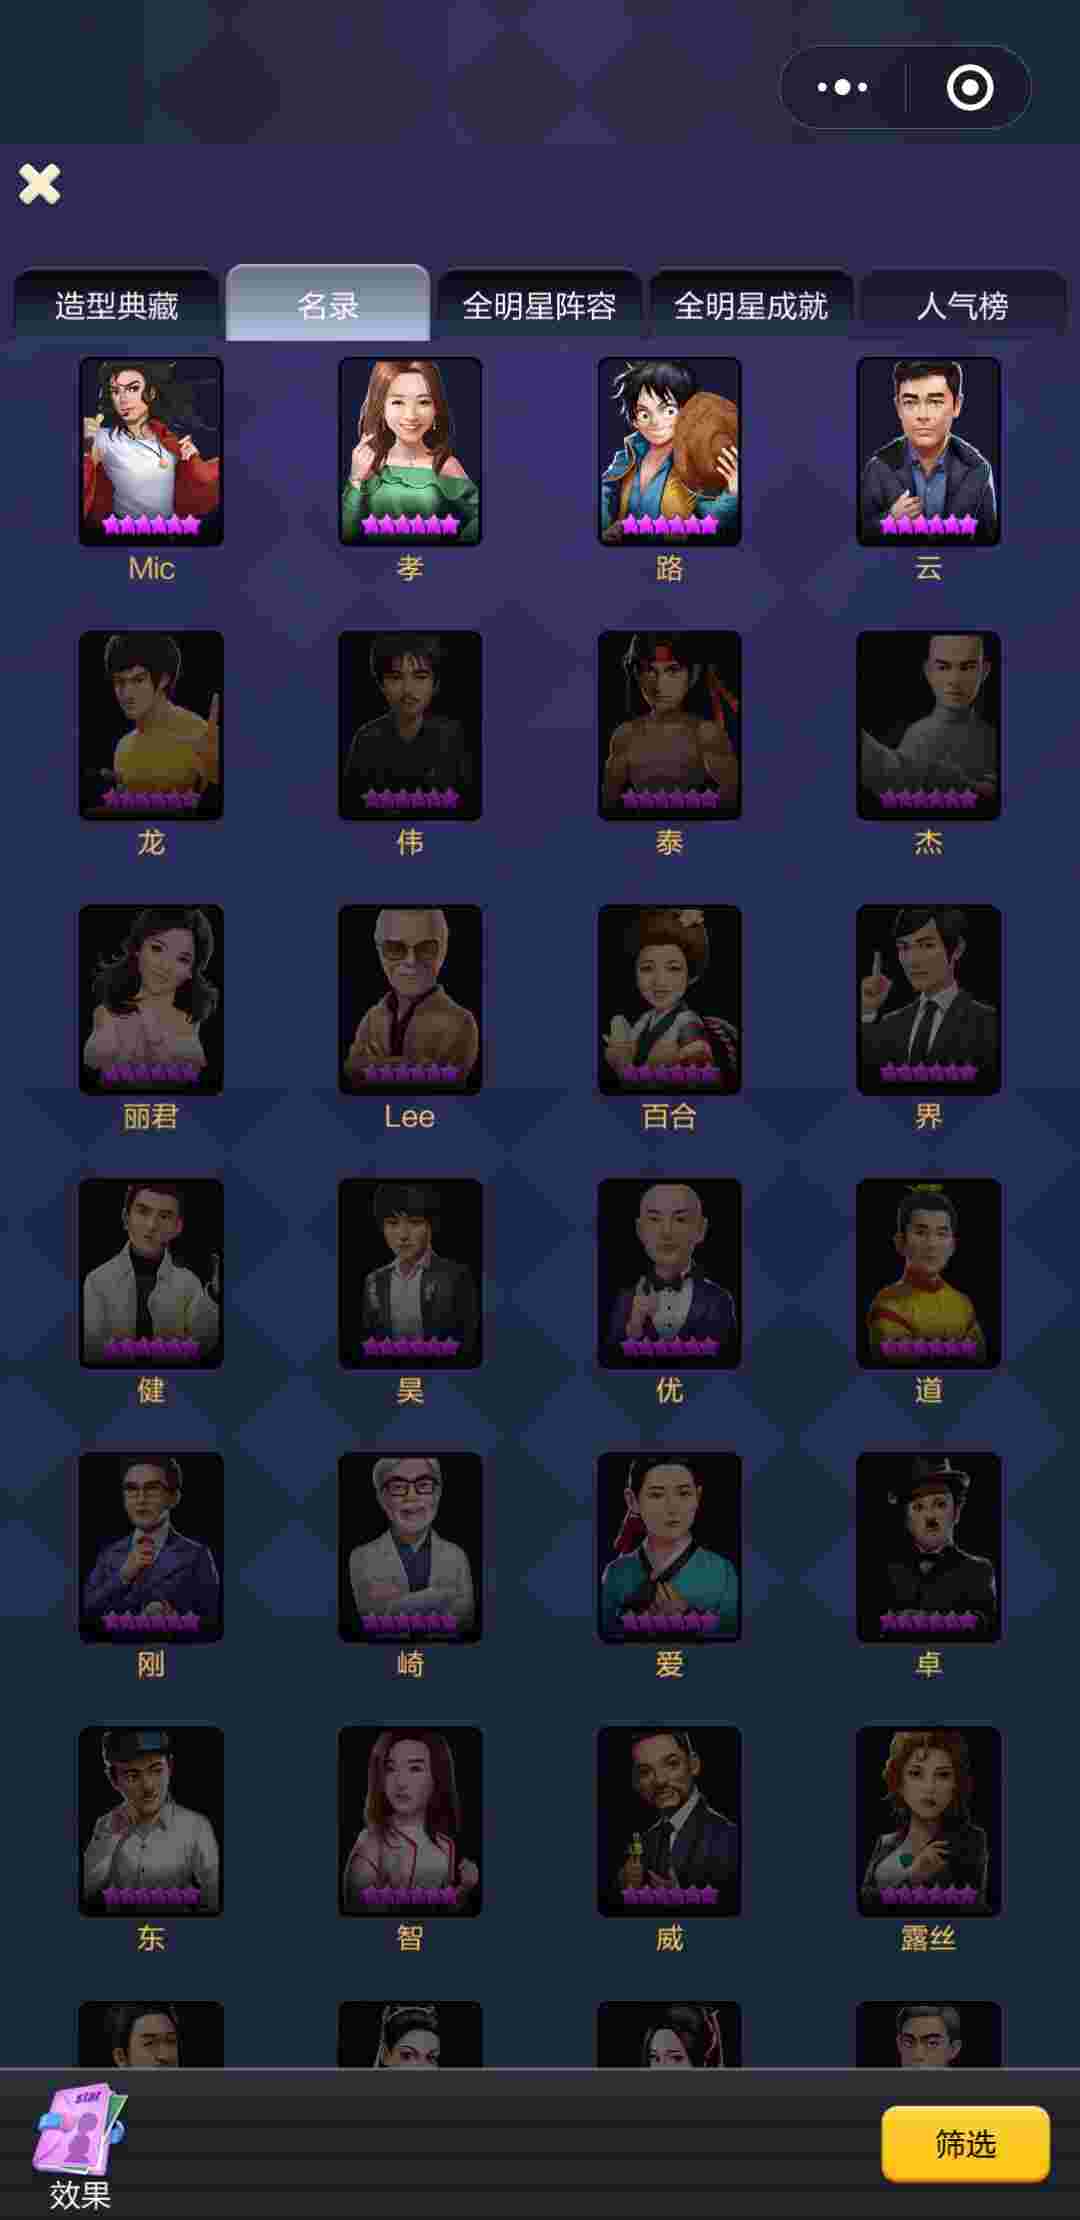 造型典藏 名录 全明星阵容 全明星成就 人气榜
Mic 孝 路 云
龙 伟 泰 杰
丽君 Lee 百合 界
健 昊 优 道
刚 崎 爱 卓
东 智 威 露丝
star
效果
筛选